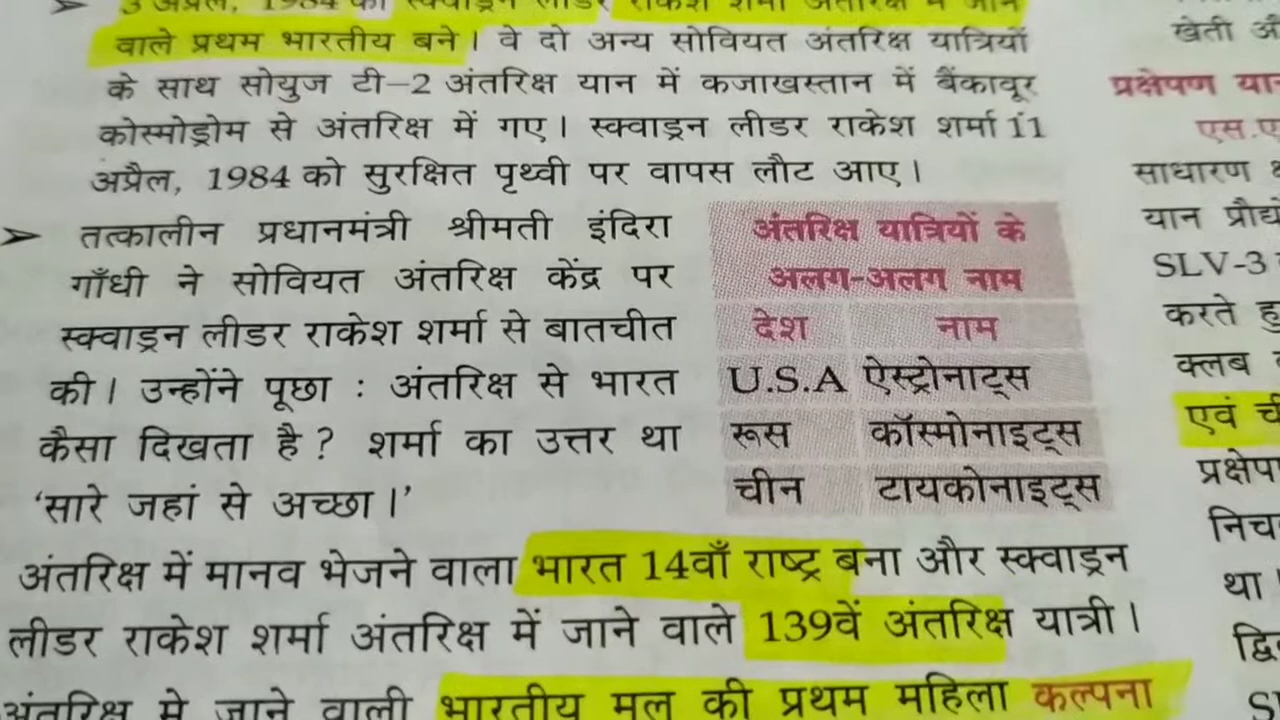 3 अप्रैल, 1984 को स्क्वाड्रन लीडर राकेश शर्मा अंतरिक्ष में जाने
वाले प्रथम भारतीय बने। वे दो अन्य सोवियत अंतरिक्ष यात्रियों
के साथ सोयुज टी-2 अंतरिक्ष यान में कजाखस्तान में बैंकावूर
कोस्मोड्रोम से अंतरिक्ष में गए। स्क्वाड्रन लीडर राकेश शर्मा 11
अप्रैल, 1984 को सुरक्षित पृथ्वी पर वापस लौट आए।
➢ तत्कालीन प्रधानमंत्री श्रीमती इंदिरा
गाँधी ने सोवियत अंतरिक्ष केंद्र पर
स्क्वाड्रन लीडर राकेश शर्मा से बातचीत
की। उन्होंने पूछा : अंतरिक्ष से भारत
कैसा दिखता है? शर्मा का उत्तर था
‘सारे जहां से अच्छा।’
अंतरिक्ष यात्रियों के
अलग-अलग नाम
देश नाम
U.S.A ऐस्ट्रोनाट्स
रूस कॉस्मोनाइट्स
चीन टायकोनाइट्स
अंतरिक्ष में मानव भेजने वाला भारत 14वाँ राष्ट्र बना और स्क्वाड्रन
लीडर राकेश शर्मा अंतरिक्ष में जाने वाले 139वें अंतरिक्ष यात्री।
अंतरिक्ष मे जाने वाली भारतीय मूल की प्रथम महिला कल्पना
खेती
प्रक्षेपण यान
एस.ए
साधारण
यान
SLV-3
करते
क्लब
एवं
प्रक्षेपा
निच
था।
द्वि